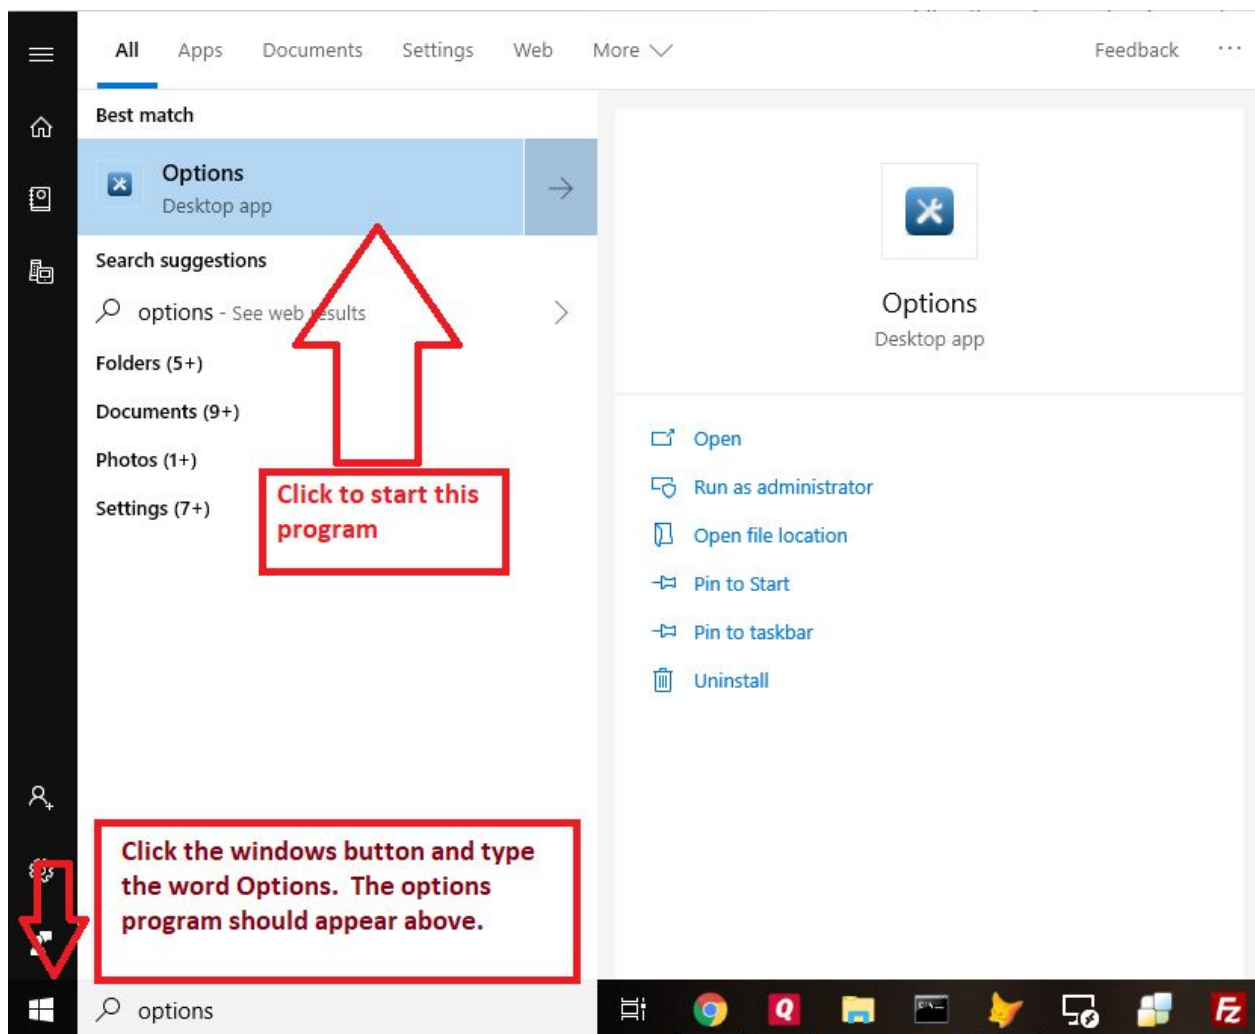 All Apps Documents Settings Web More Feedback ...
Best match
Options
Desktop app
Search suggestions
options - See web results
Folders (5+)
Documents (9+)
Photos (1+)
Settings (7+)
Click to start this
program
Click the windows button and type
the word Options.  The options
program should appear above.
options
Options
Desktop app
Open
Run as administrator
Open file location
Pin to Start
Pin to taskbar
Uninstall
Q
Fz